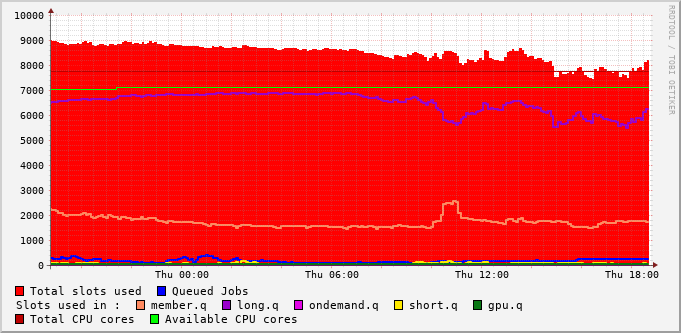 10000
9000
8000
7000
6000
5000
4000
3000
2000
1000
0
Thu 00:00 Thu 06:00 Thu 12:00 Thu 18:00
RRDTOOL / TOBI OETIKER
Total slots used Queued Jobs
Slots used in : member.q long.q ondemand.q short.q gpu.q
Total CPU cores Available CPU cores